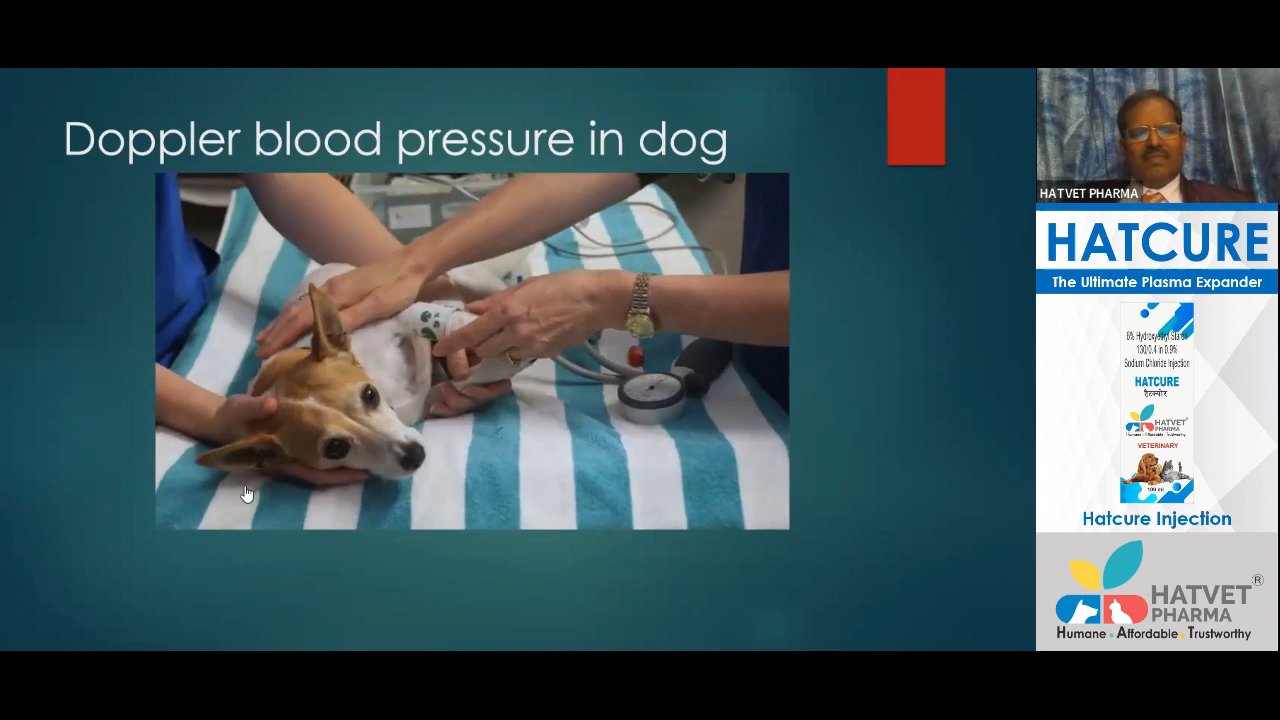 Doppler blood pressure in dog
HATVET PHARMA
HATCURE
The Ultimate Plasma Expander
6% Hydroxyethyl Starch
130/0.4 in 0.9%
Sodium Chloride Injection
HATCURE
हैटक्योर
HATVET
PHARMA
Humane Affordable Trustworthy
VETERINARY
100 ml
Hatcure Injection
HATVET®
PHARMA
Humane Affordable Trustworthy